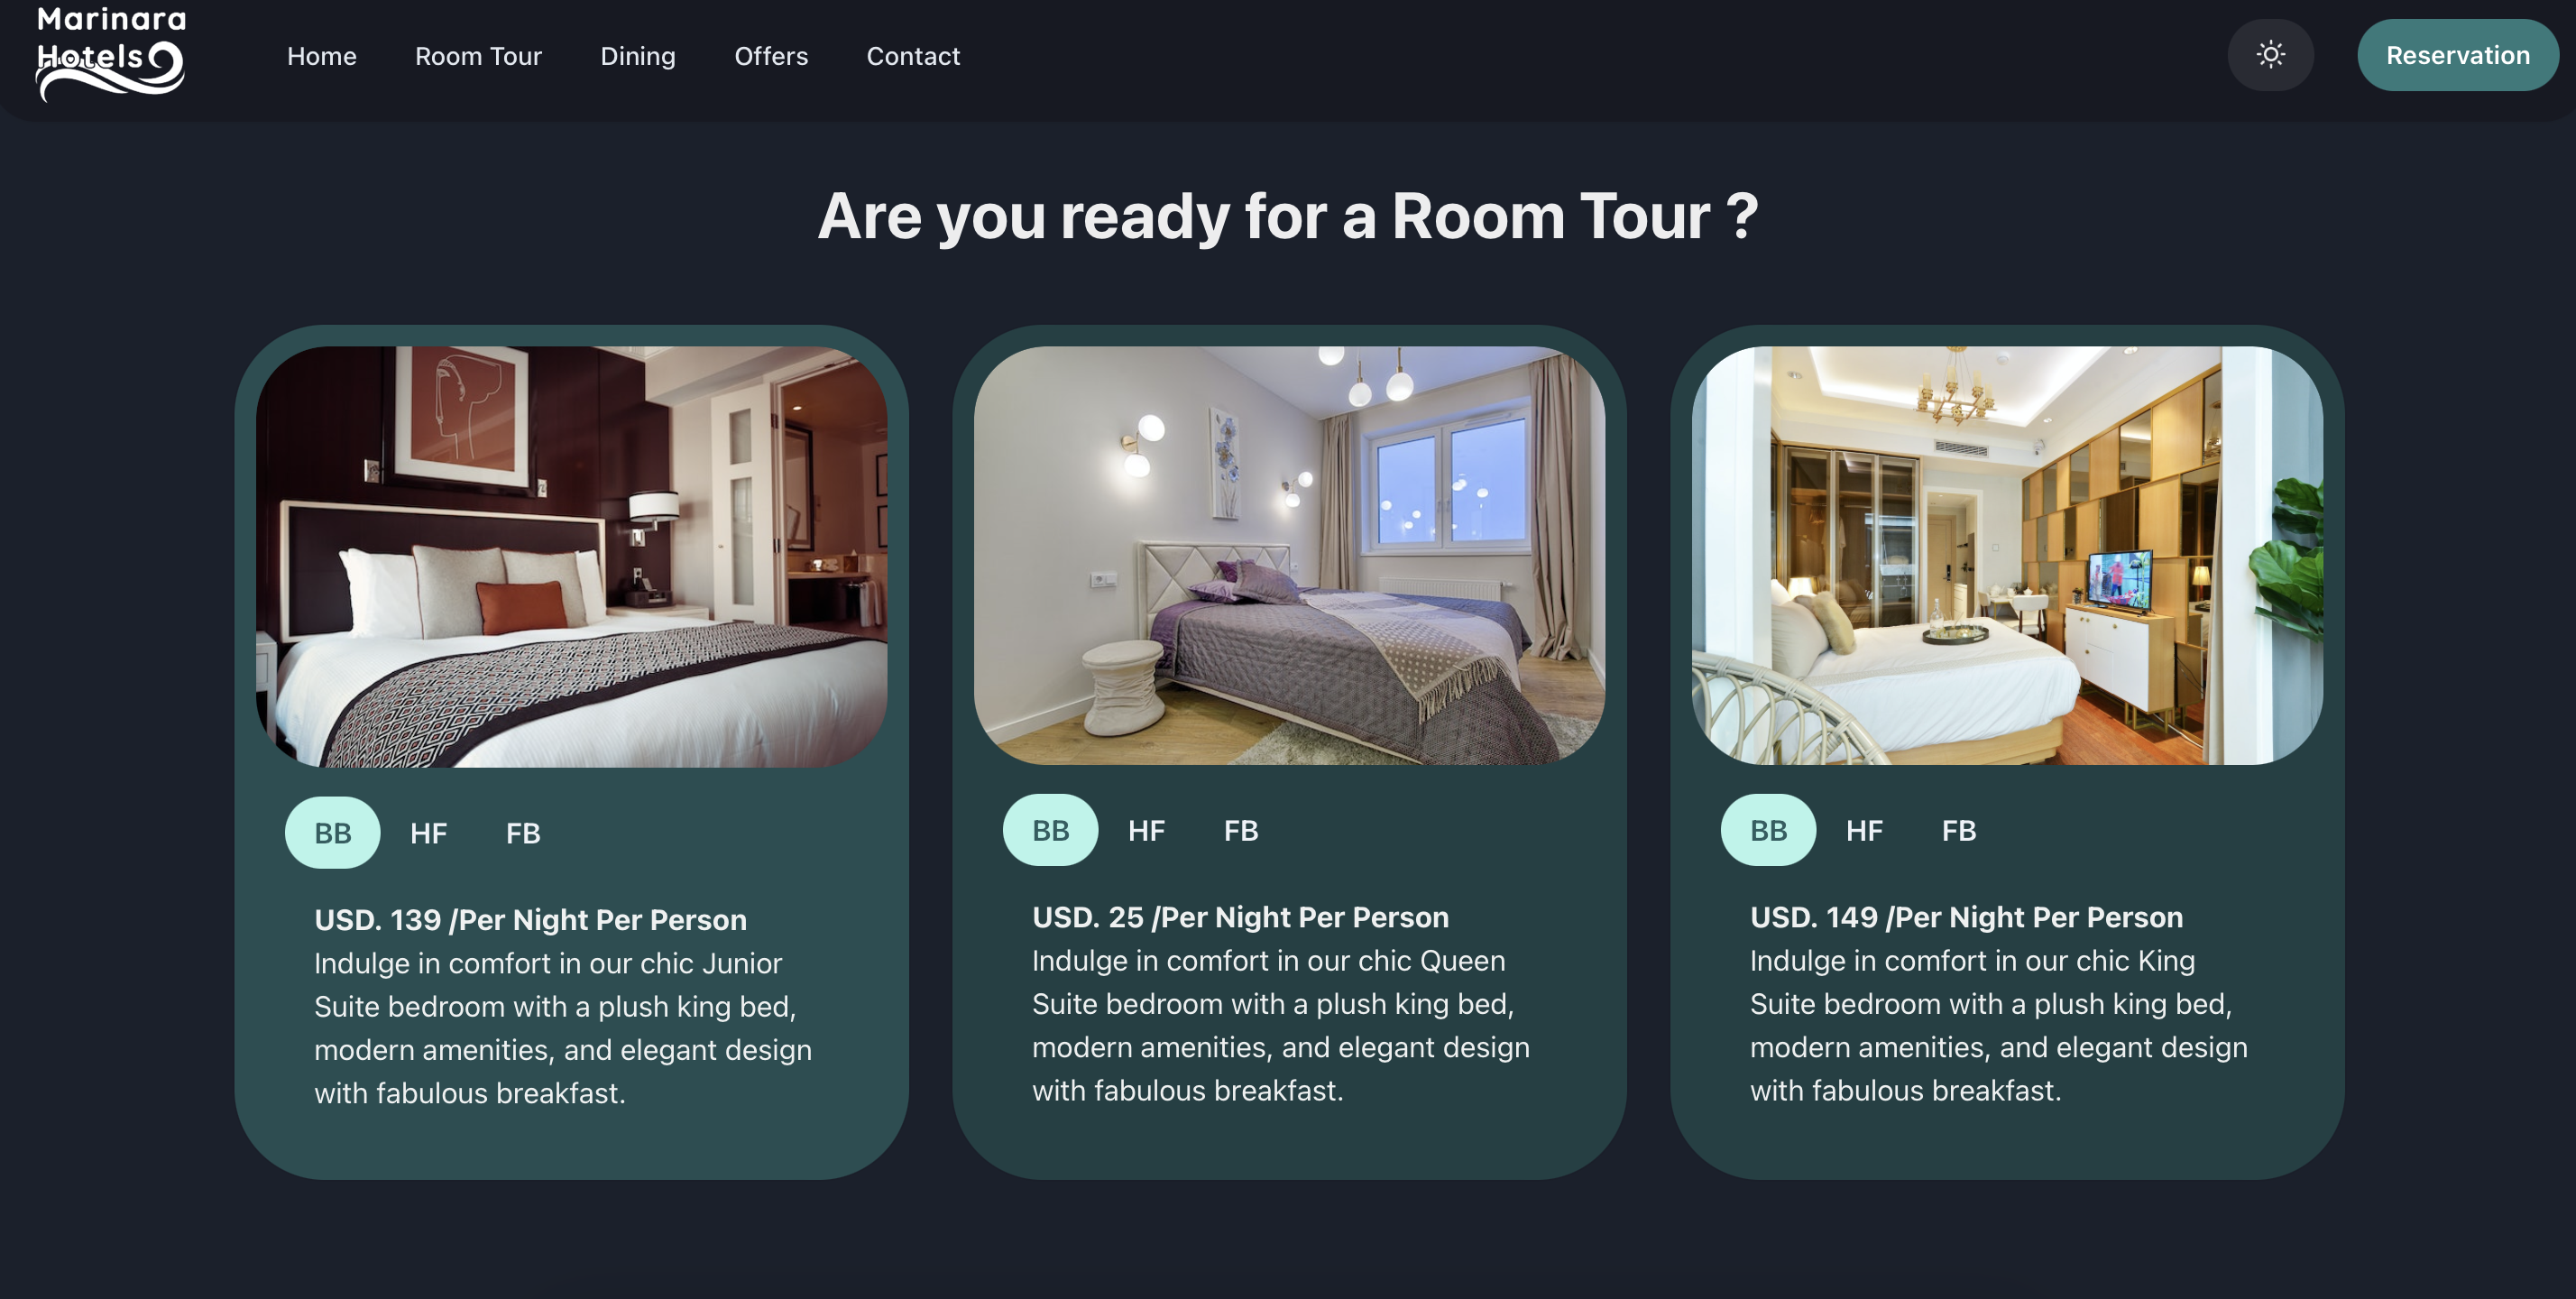 Marinara
Hotels
Home
Room Tour
Dining
Offers
Contact
Reservation
Are you ready for a Room Tour ?
BB
HF
FB
USD. 139 /Per Night Per Person
Indulge in comfort in our chic Junior
Suite bedroom with a plush king bed,
modern amenities, and elegant design
with fabulous breakfast.
BB
HF
FB
USD. 25 /Per Night Per Person
Indulge in comfort in our chic Queen
Suite bedroom with a plush king bed,
modern amenities, and elegant design
with fabulous breakfast.
BB
HF
FB
USD. 149 /Per Night Per Person
Indulge in comfort in our chic King
Suite bedroom with a plush king bed,
modern amenities, and elegant design
with fabulous breakfast.